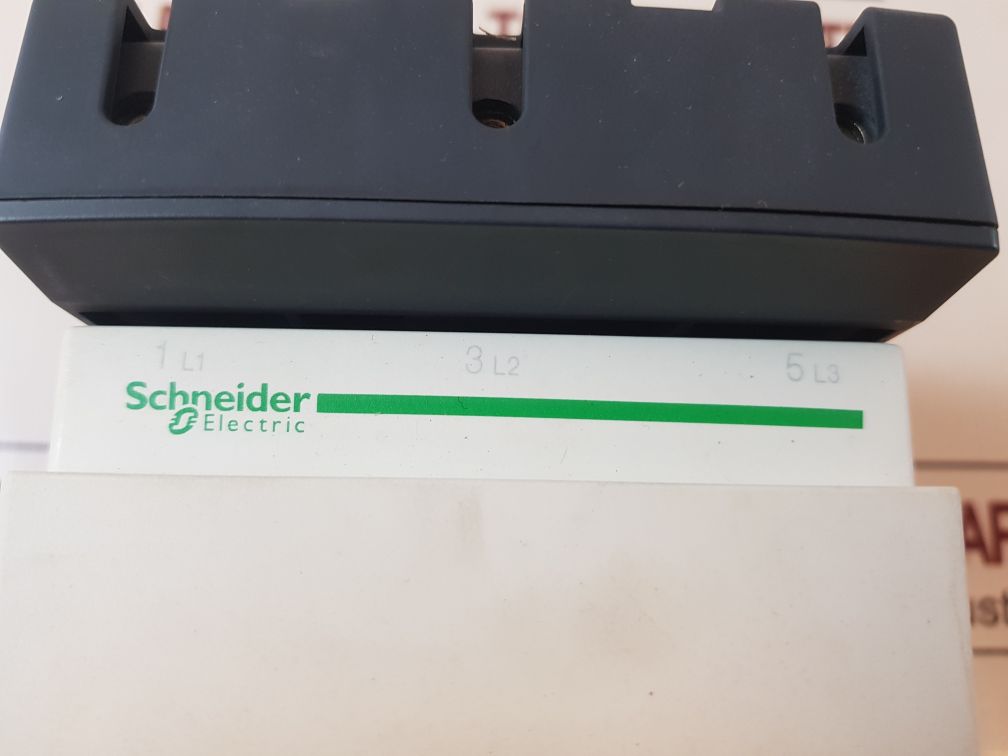 1 L1 3 L2 5 L3
Schneider
Electric